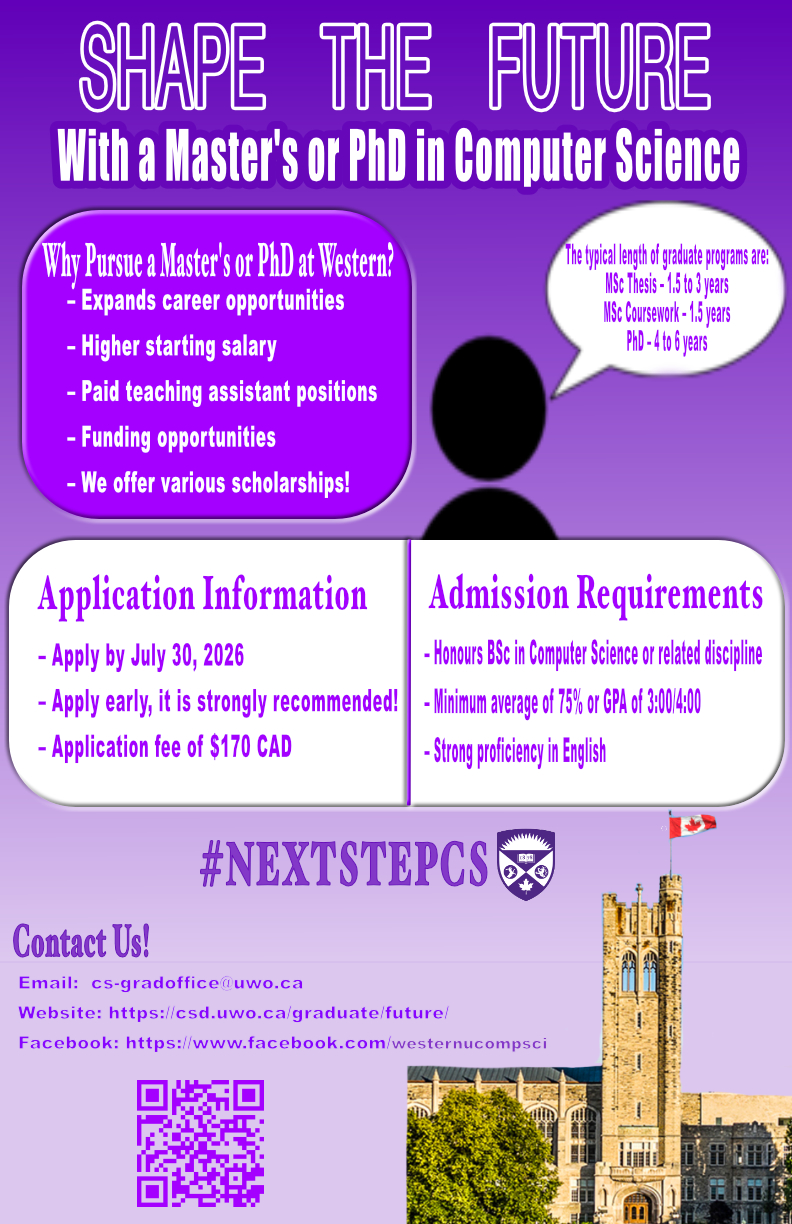 SHAPE THE FUTURE
With a Master's or PhD in Computer Science
Why Pursue a Master's or PhD at Western?
– Expands career opportunities
– Higher starting salary
– Paid teaching assistant positions
– Funding opportunities
– We offer various scholarships!
The typical length of graduate programs are:
MSc Thesis – 1.5 to 3 years
MSc Coursework – 1.5 years
PhD – 4 to 6 years
Application Information
– Apply by July 30, 2026
– Apply early, it is strongly recommended!
– Application fee of $170 CAD
Admission Requirements
– Honours BSc in Computer Science or related discipline
– Minimum average of 75% or GPA of 3:00/4:00
– Strong proficiency in English
#NEXTSTEPCS
Contact Us!
Email: cs-gradoffice@uwo.ca
Website: https://csd.uwo.ca/graduate/future/
Facebook: https://www.facebook.com/westernucompsci